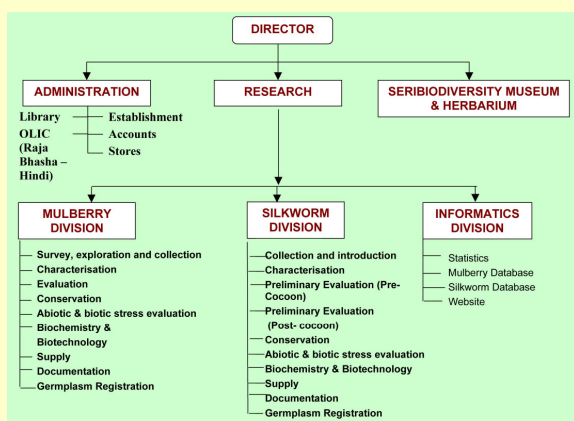 DIRECTOR
ADMINISTRATION
RESEARCH
SERIBIODIVERSITY MUSEUM
& HERBARIUM
Library
OLIC
(Raja
Bhasha –
Hindi)
Establishment
Accounts
Stores
MULBERRY
DIVISION
SILKWORM
DIVISION
INFORMATICS
DIVISION
Survey, exploration and collection
Characterisation
Evaluation
Conservation
Abiotic & biotic stress evaluation
Biochemistry &
Biotechnology
Supply
Documentation
Germplasm Registration
Collection and introduction
Characterisation
Preliminary Evaluation (Pre-
Cocoon)
Preliminary Evaluation
(Post- cocoon)
Conservation
Abiotic & biotic stress evaluation
Biochemistry & Biotechnology
Supply
Documentation
Germplasm Registration
Statistics
Mulberry Database
Silkworm Database
Website